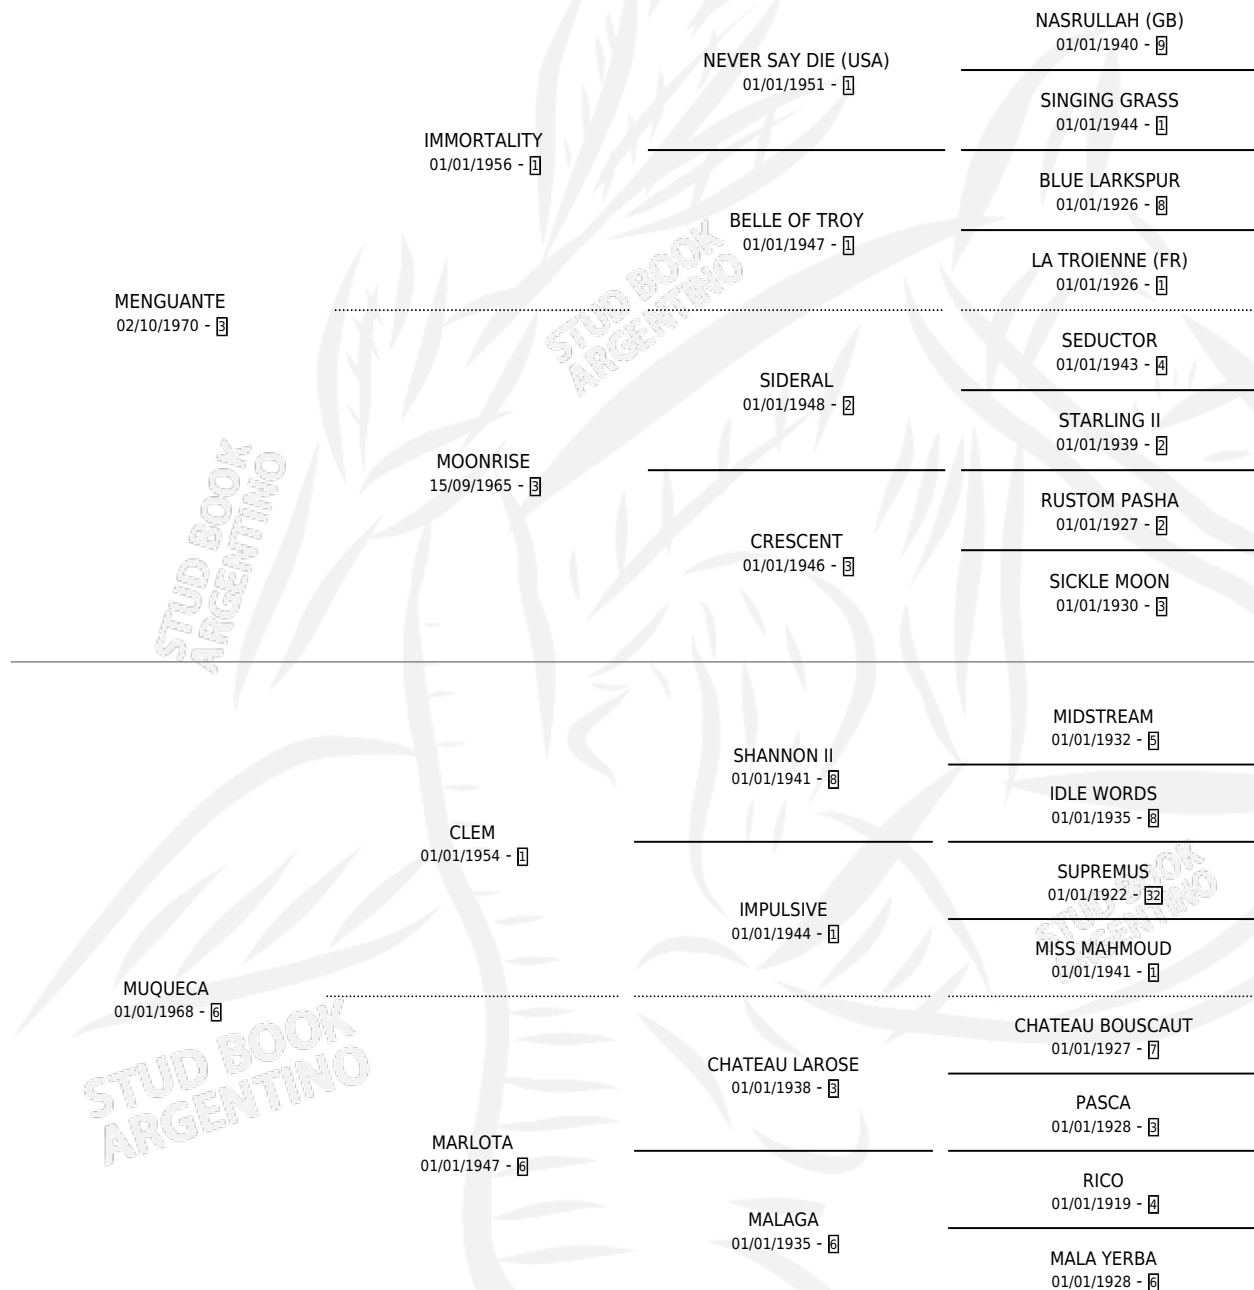 NASRULLAH (GB)
01/01/1940 - 9
NEVER SAY DIE (USA)
01/01/1951 - 1
SINGING GRASS
01/01/1944 - 1
IMMORTALITY
01/01/1956 - 1
BLUE LARKSPUR
01/01/1926 - 8
BELLE OF TROY
01/01/1947 - 1
LA TROIENNE (FR)
01/01/1926 - 1
MENGUANTE
02/10/1970 - 3
SEDUCTOR
01/01/1943 - 4
SIDERAL
01/01/1948 - 2
STARLING II
01/01/1939 - 2
MOONRISE
15/09/1965 - 3
RUSTOM PASHA
01/01/1927 - 2
CRESCENT
01/01/1946 - 3
SICKLE MOON
01/01/1930 - 3
MIDSTREAM
01/01/1932 - 5
SHANNON II
01/01/1941 - 8
IDLE WORDS
01/01/1935 - 8
CLEM
01/01/1954 - 1
SUPREMUS
01/01/1922 - 32
IMPULSIVE
01/01/1944 - 1
MISS MAHMOUD
01/01/1941 - 1
MUQUECA
01/01/1968 - 6
CHATEAU BOUSCAUT
01/01/1927 - 7
CHATEAU LAROSE
01/01/1938 - 3
PASCA
01/01/1928 - 3
MARLOTA
01/01/1947 - 6
RICO
01/01/1919 - 4
MALAGA
01/01/1935 - 6
MALA YERBA
01/01/1928 - 6
STUD BOOK
ARGENTINO
STUD BOOK
ARGENTINO
STUD BOOK
ARGENTINO
STUD BOOK
ARGENTINO